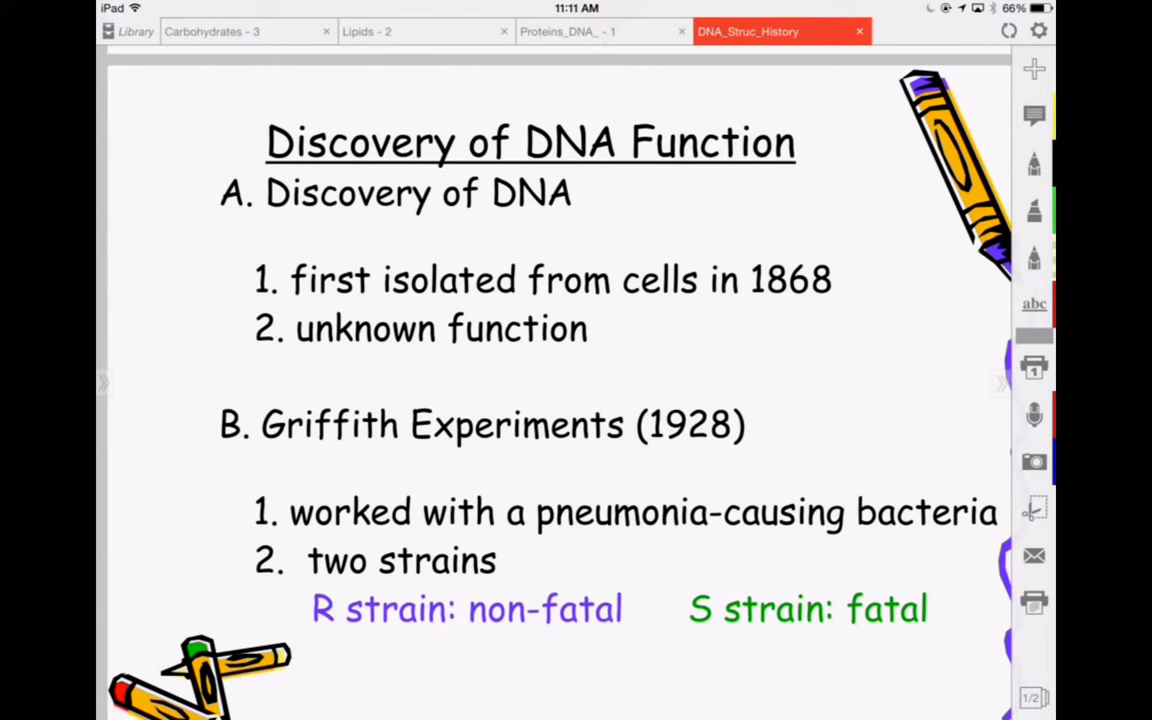 iPad 11:11 AM 66%
Library Carbohydrates - 3 × Lipids - 2 × Proteins_DNA_ - 1 × DNA_Struc_History ×
Discovery of DNA Function
A. Discovery of DNA
1. first isolated from cells in 1868
2. unknown function
B. Griffith Experiments (1928)
1. worked with a pneumonia-causing bacteria
2. two strains
R strain: non-fatal S strain: fatal
abc
1
1/2